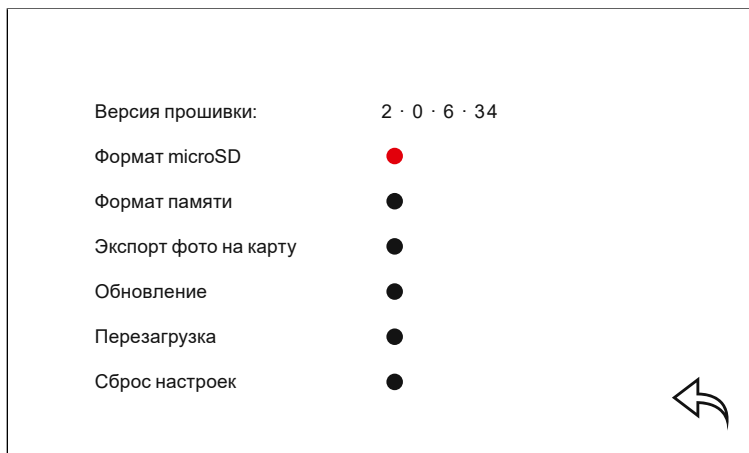 Версия прошивки: 2 · 0 · 6 · 34
Формат microSD
Формат памяти
Экспорт фото на карту
Обновление
Перезагрузка
Сброс настроек